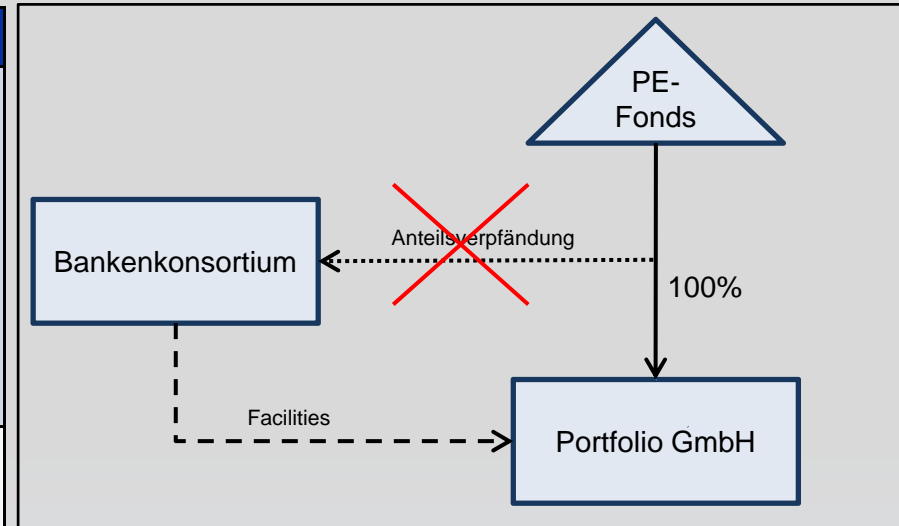 PE-
Fonds
Anteilsverpfändung
Bankenkonsortium
100%
Facilities
Portfolio GmbH